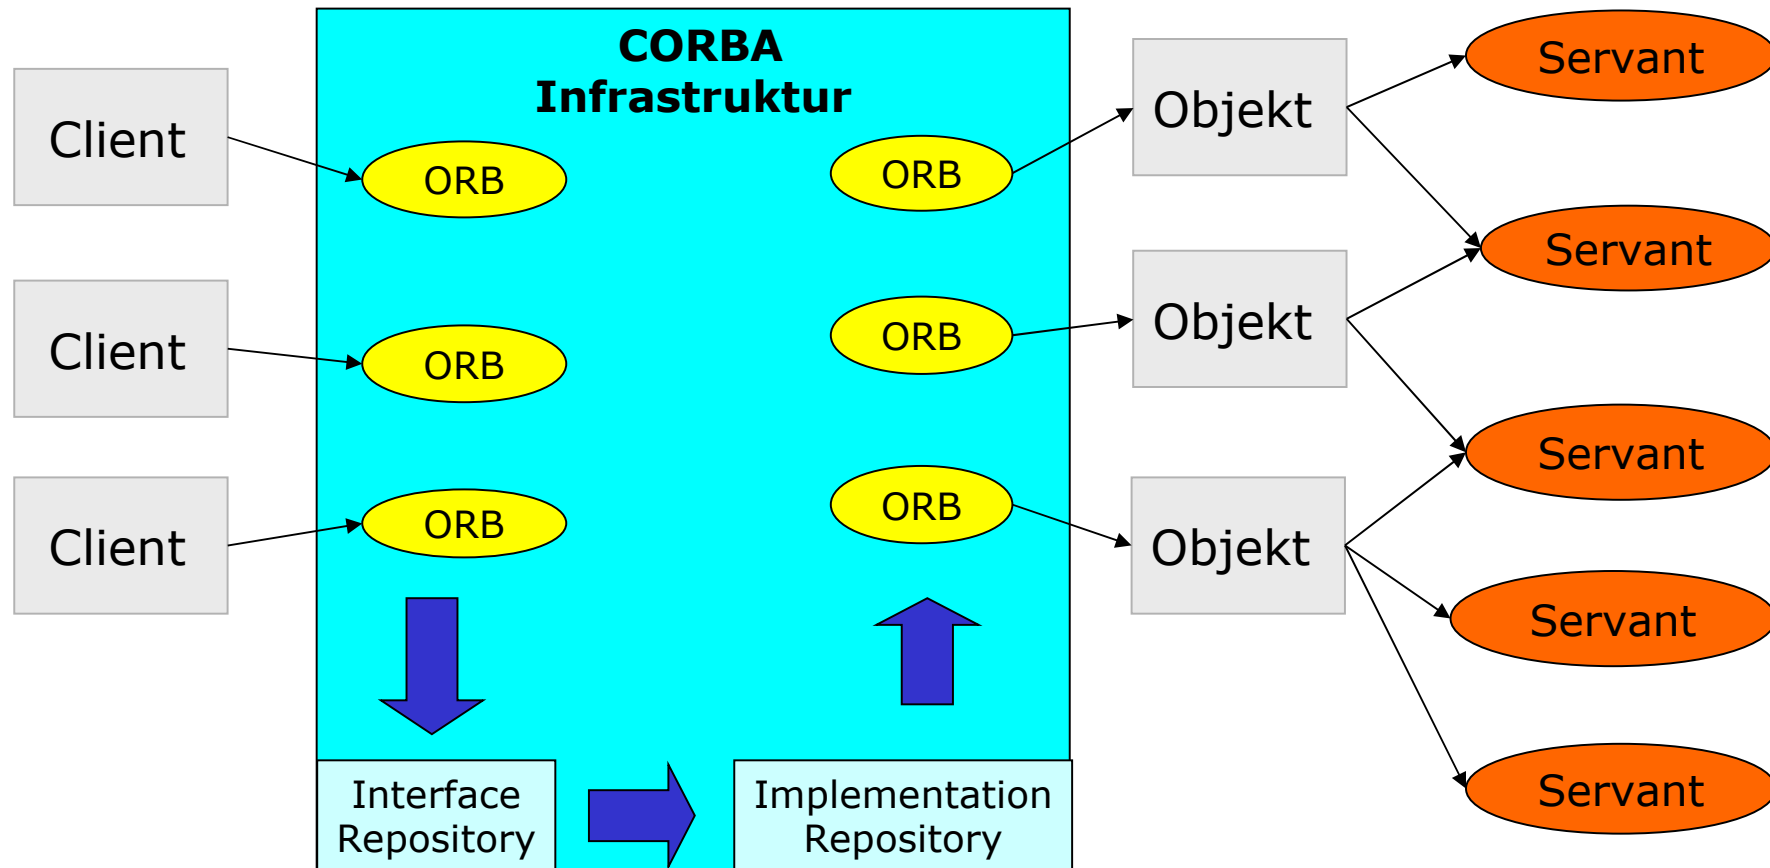 CORBA
Infrastruktur
Client
Client
Client
ORB
ORB
ORB
ORB
ORB
ORB
Objekt
Objekt
Objekt
Servant
Servant
Servant
Servant
Servant
Interface
Repository
Implementation
Repository